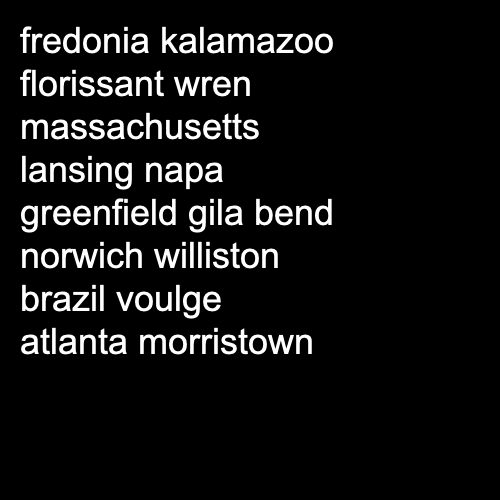 fredonia kalamazoo
florissant wren
massachusetts
lansing napa
greenfield gila bend
norwich williston
brazil voulge
atlanta morristown